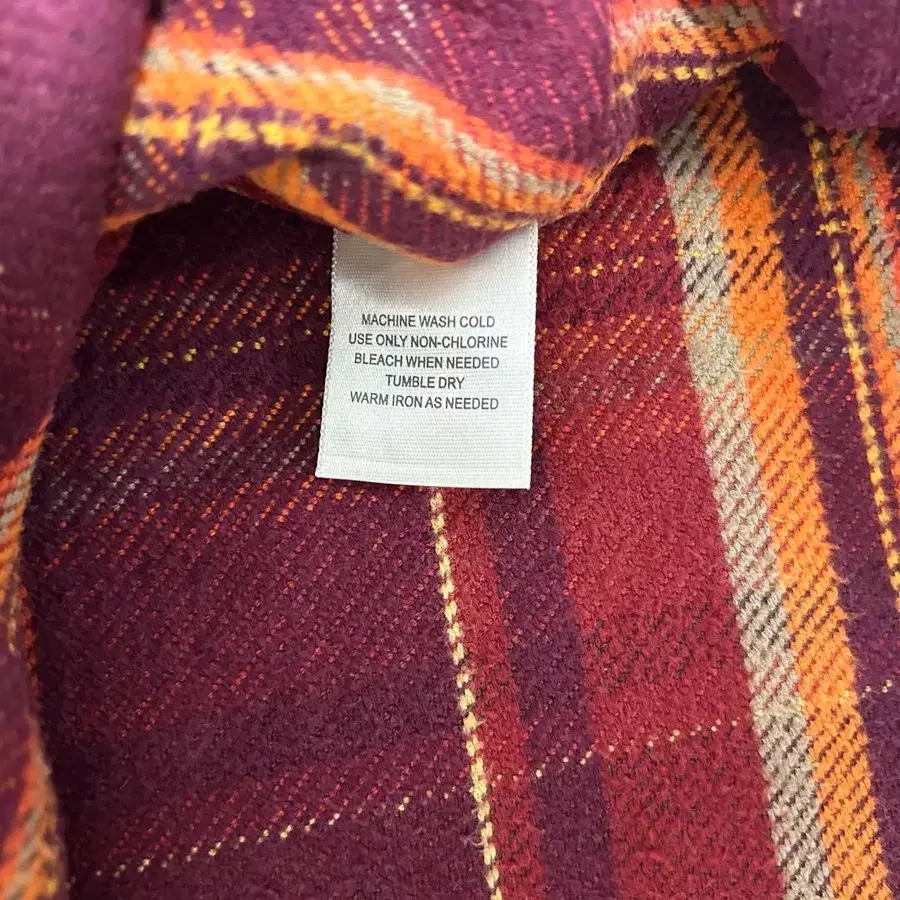 MACHINE WASH COLD
USE ONLY NON-CHLORINE
BLEACH WHEN NEEDED
TUMBLE DRY
WARM IRON AS NEEDED